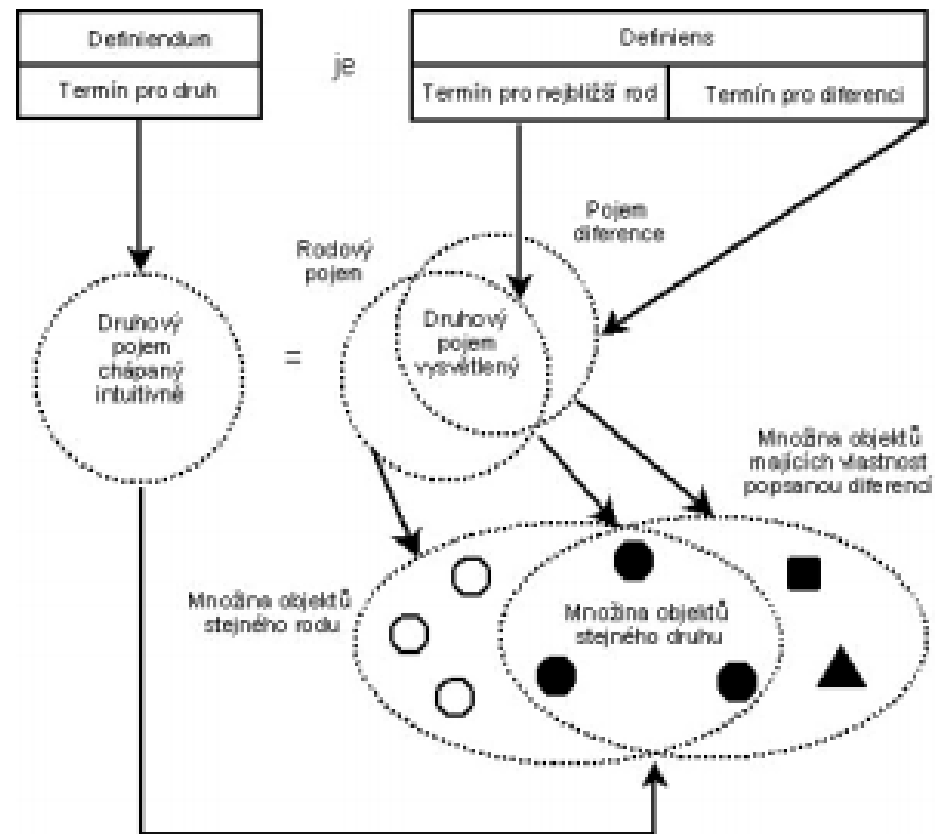 Definiendum
Termín pro druh
je
Definiens
Termín pro nejbližší rod
Termín pro diferenci
Pojem
diference
Rodový
pojem
Druhový
pojem
chápaný
intuitivně
=
Druhový
pojem
vysvětlený
Množina objektů
majících vlastnost
popsanou diferencí
Množina objektů
stejného rodu
Množina objektů
stejného druhu